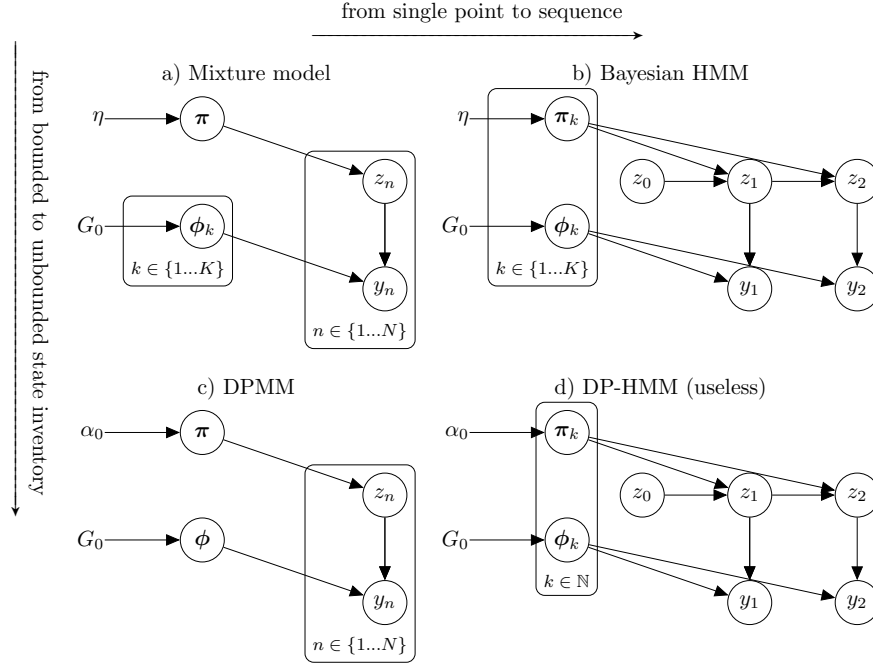 from single point to sequence
from bounded to unbounded state inventory
a) Mixture model
η
π
z_n
G_0
ϕ_k
k ∈ {1...K}
y_n
n ∈ {1...N}
b) Bayesian HMM
η
π_k
z_0
z_1
z_2
G_0
ϕ_k
k ∈ {1...K}
y_1
y_2
c) DPMM
α_0
π
z_n
G_0
ϕ
y_n
n ∈ {1...N}
d) DP-HMM (useless)
α_0
π_k
z_0
z_1
z_2
G_0
ϕ_k
k ∈ ℕ
y_1
y_2